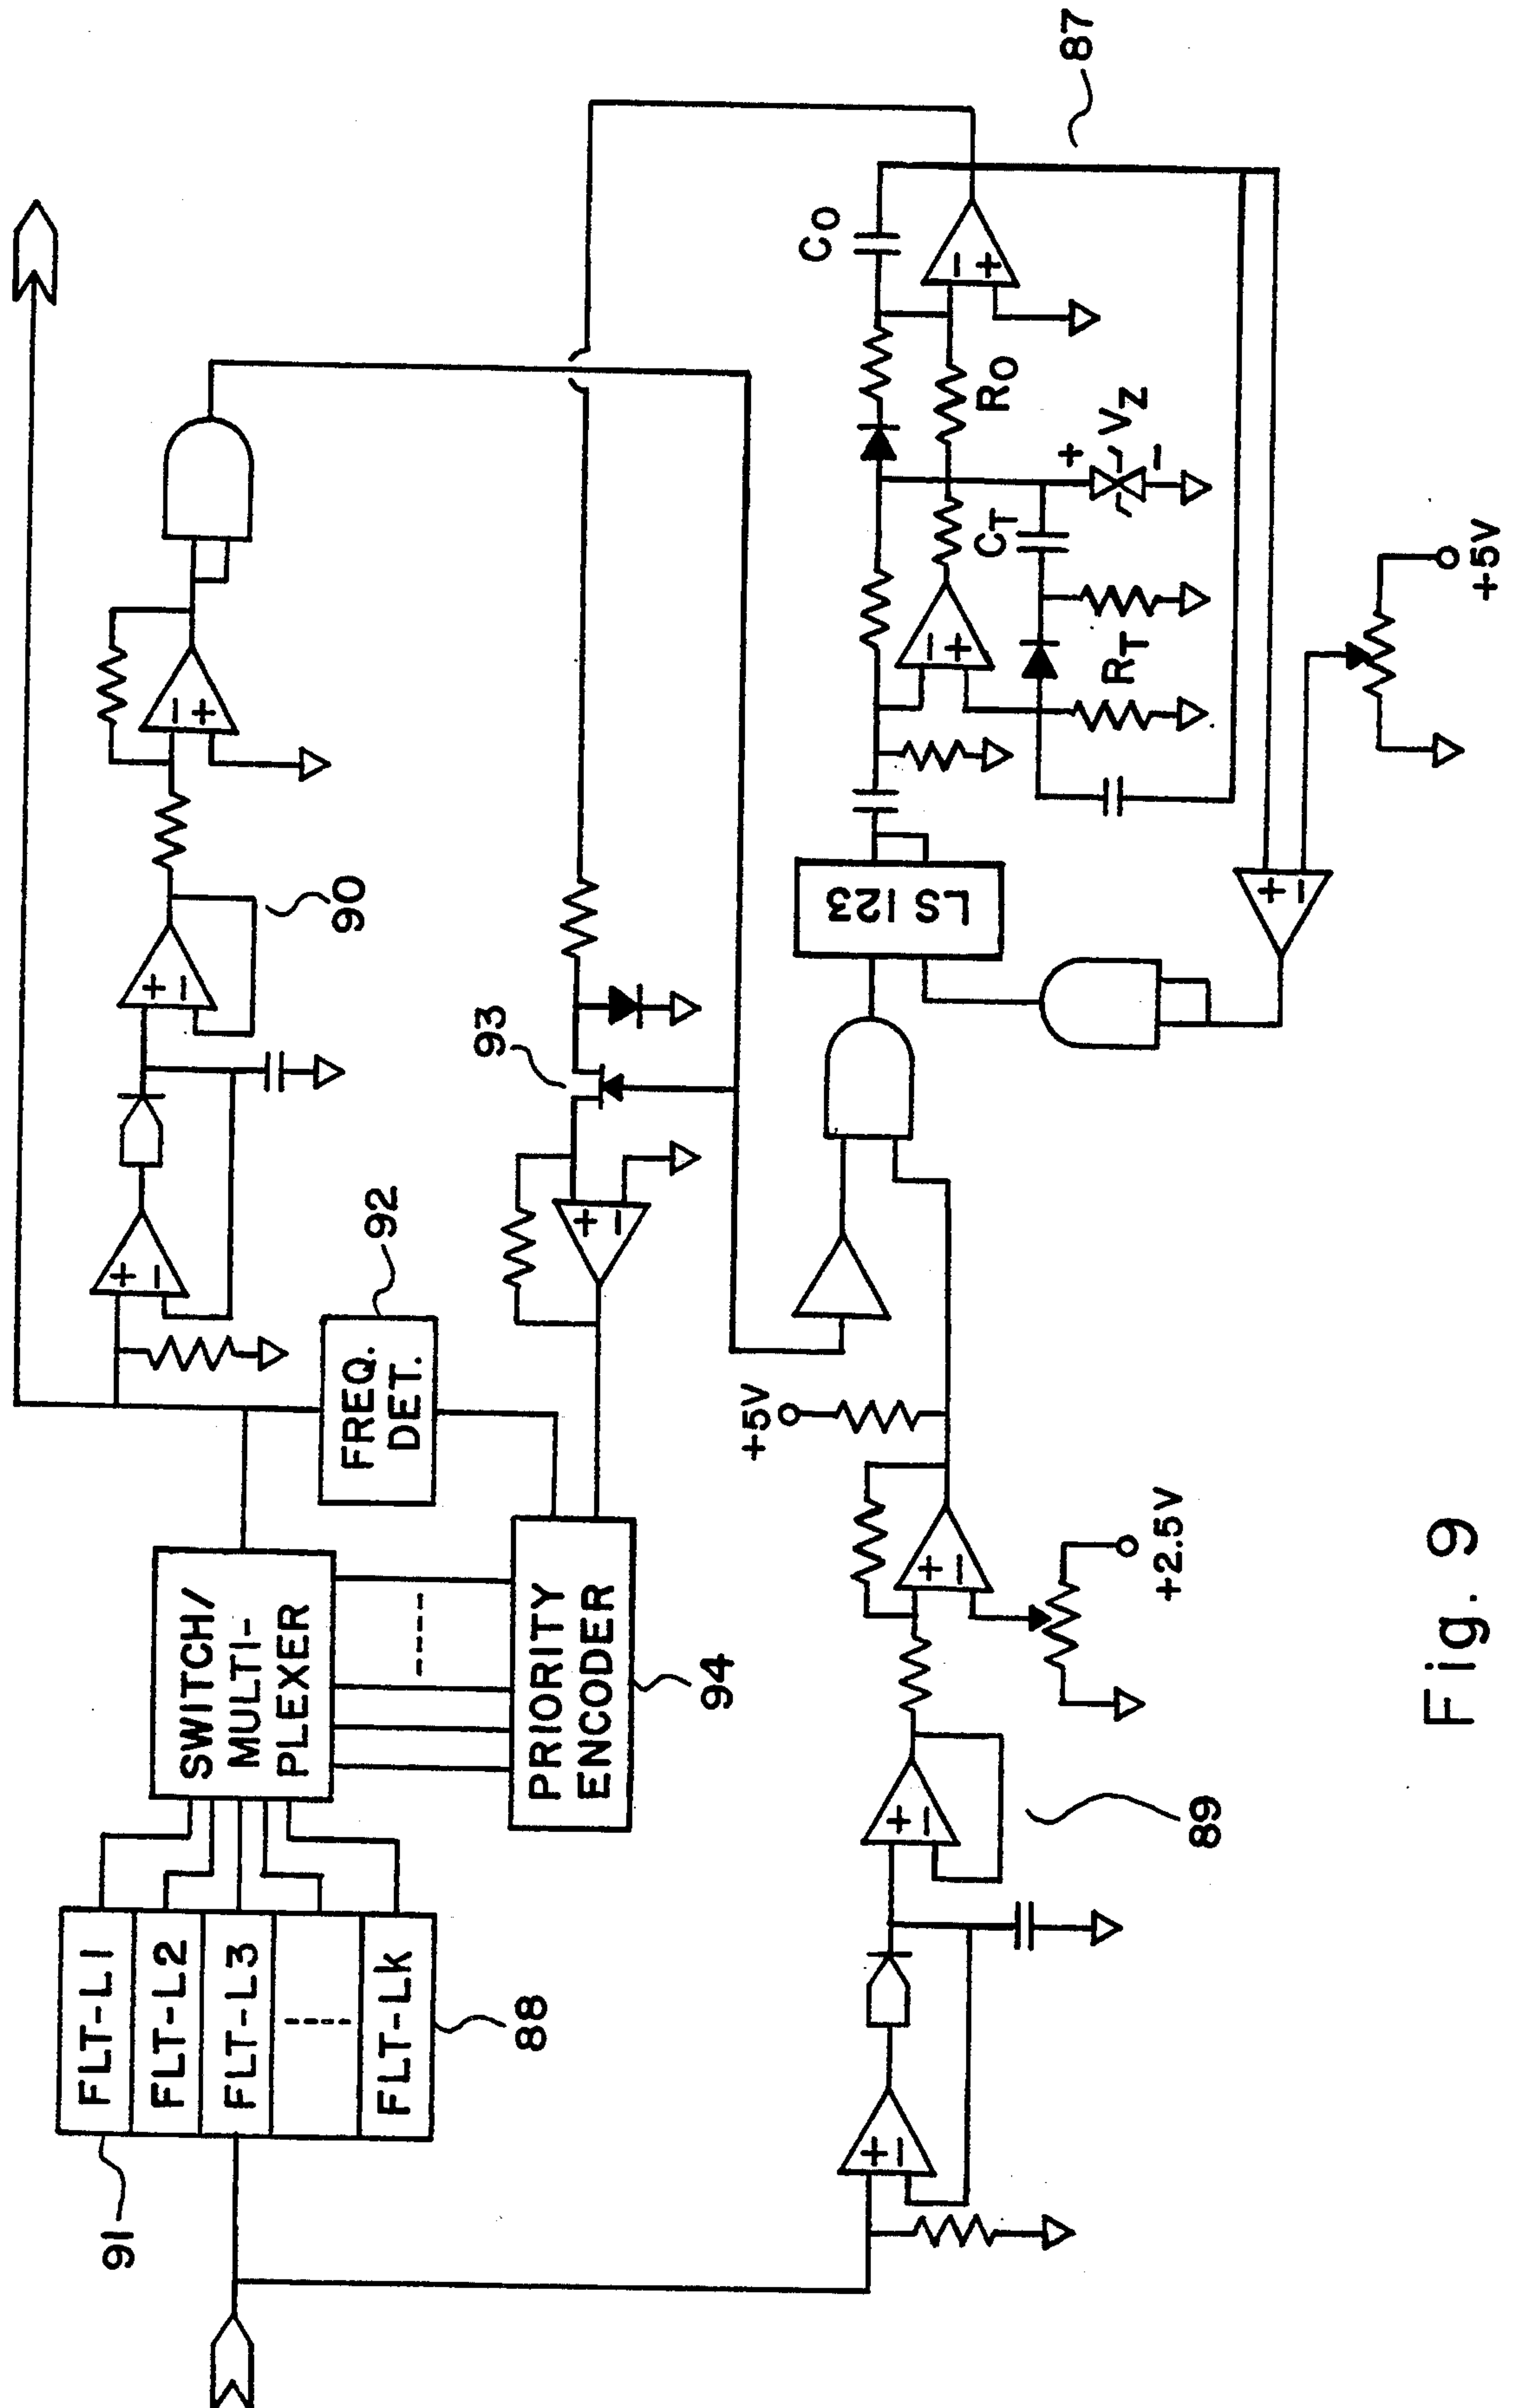 FLT-L1
FLT-L2
FLT-L3
FLT-LK
91
88
SWITCH/
MULTI-
PLEXER
PRIORITY
ENCODER
94
FREQ.
DET.
92
90
93
89
+2.5V
+5V
LS 123
CT
RT
RO
CO
VZ
+
−
+5V
87
Fig. 9